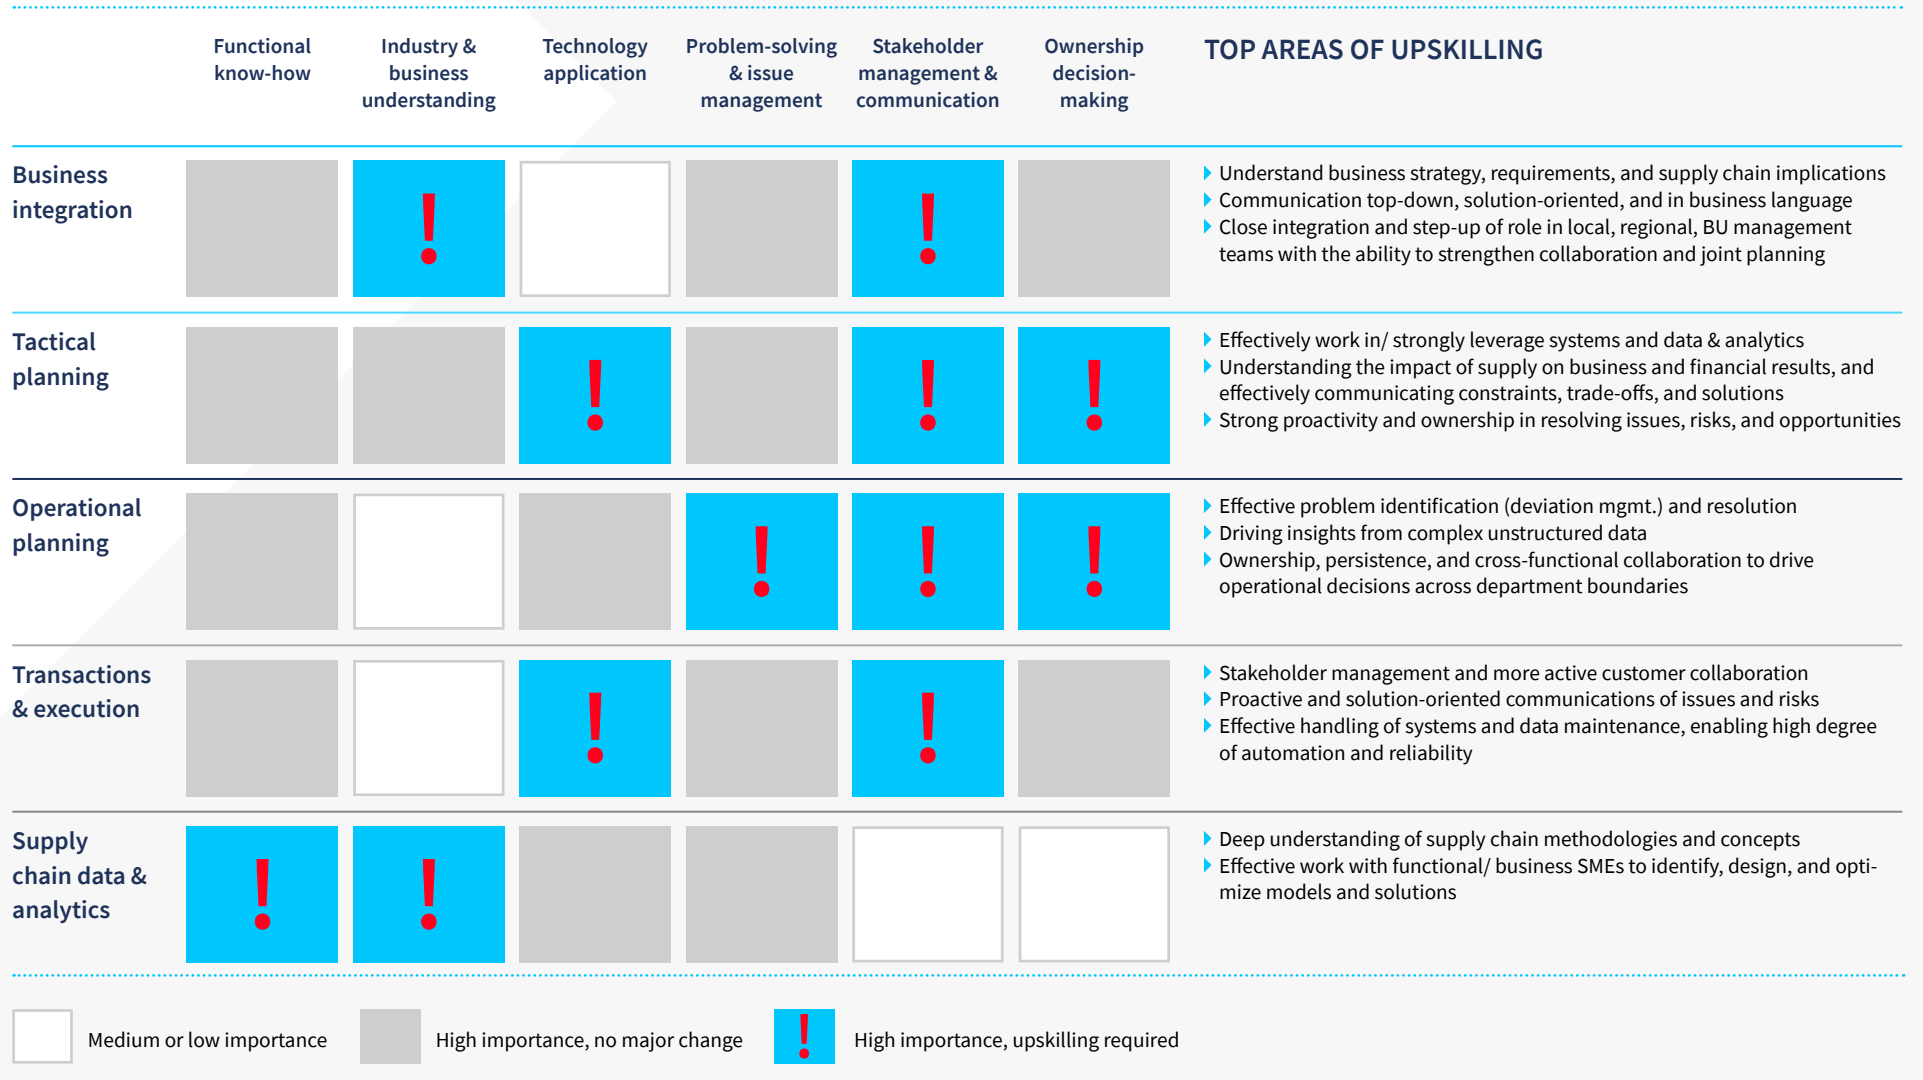 Functional
know-how
Industry &
business
understanding
Technology
application
Problem-solving
& issue
management
Stakeholder
management &
communication
Ownership
decision-
making
TOP AREAS OF UPSKILLING
Business
integration
!
!
Understand business strategy, requirements, and supply chain implications
Communication top-down, solution-oriented, and in business language
Close integration and step-up of role in local, regional, BU management
teams with the ability to strengthen collaboration and joint planning
Tactical
planning
!
!
!
Effectively work in/ strongly leverage systems and data & analytics
Understanding the impact of supply on business and financial results, and
effectively communicating constraints, trade-offs, and solutions
Strong proactivity and ownership in resolving issues, risks, and opportunities
Operational
planning
!
!
!
Effective problem identification (deviation mgmt.) and resolution
Driving insights from complex unstructured data
Ownership, persistence, and cross-functional collaboration to drive
operational decisions across department boundaries
Transactions
& execution
!
!
Stakeholder management and more active customer collaboration
Proactive and solution-oriented communications of issues and risks
Effective handling of systems and data maintenance, enabling high degree
of automation and reliability
Supply
chain data &
analytics
!
!
Deep understanding of supply chain methodologies and concepts
Effective work with functional/ business SMEs to identify, design, and opti-
mize models and solutions
Medium or low importance
High importance, no major change
!
High importance, upskilling required